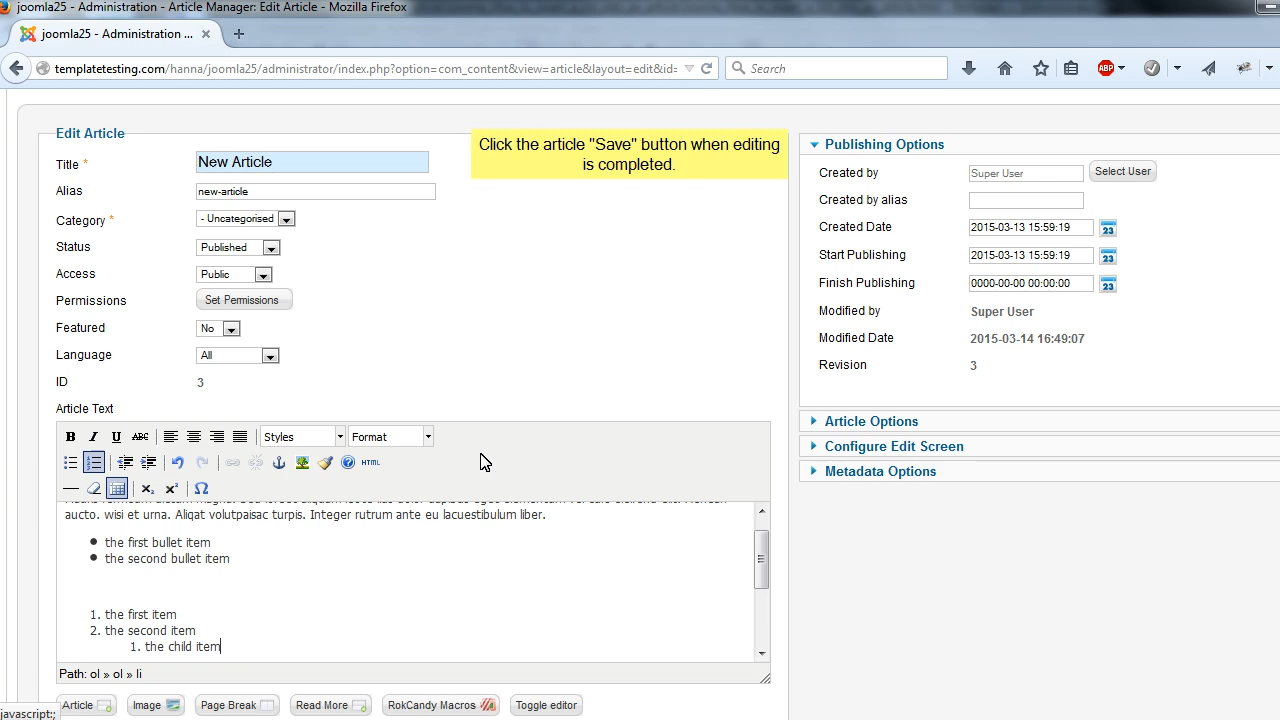 joomla25 - Administration - Article Manager: Edit Article - Mozilla Firefox
joomla25 - Administration ...
templatetesting.com/hanna/joomla25/administrator/index.php?option=com_content&view=article&layout=edit&id=
Search
ABP
Edit Article
Click the article "Save" button when editing
is completed.
Title *
New Article
Alias
new-article
Category *
- Uncategorised
Status
Published
Access
Public
Permissions
Set Permissions
Featured
No
Language
All
ID
3
Article Text
Publishing Options
Created by
Super User
Select User
Created by alias
Created Date
2015-03-13 15:59:19
23
Start Publishing
2015-03-13 15:59:19
23
Finish Publishing
0000-00-00 00:00:00
23
Modified by
Super User
Modified Date
2015-03-14 16:49:07
Revision
3
Article Options
Configure Edit Screen
Metadata Options
B I U ABC Styles Format
HTML
x₂ x² Ω
aucto. wisi et urna. Aliqat volutpaisac turpis. Integer rutrum ante eu lacuestibulum liber.
• the first bullet item
• the second bullet item
1. the first item
2. the second item
1. the child item
Path: ol » ol » li
Article
Image
Page Break
Read More
RokCandy Macros
Toggle editor
javascript:;